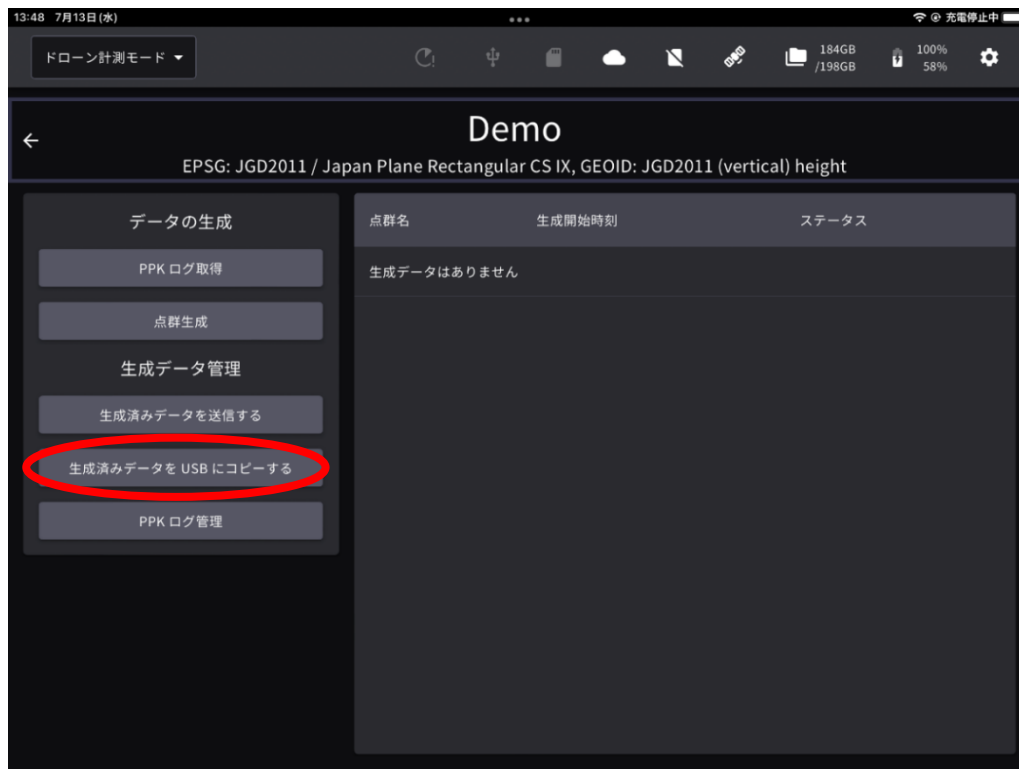 13:48 7月13日(水)
充電停止中
ドローン計測モード
184GB
/198GB
100%
58%
Demo
EPSG: JGD2011 / Japan Plane Rectangular CS IX, GEOID: JGD2011 (vertical) height
データの生成
PPK ログ取得
点群生成
生成データ管理
生成済みデータを送信する
生成済みデータを USB にコピーする
PPK ログ管理
点群名 生成開始時刻 ステータス
生成データはありません